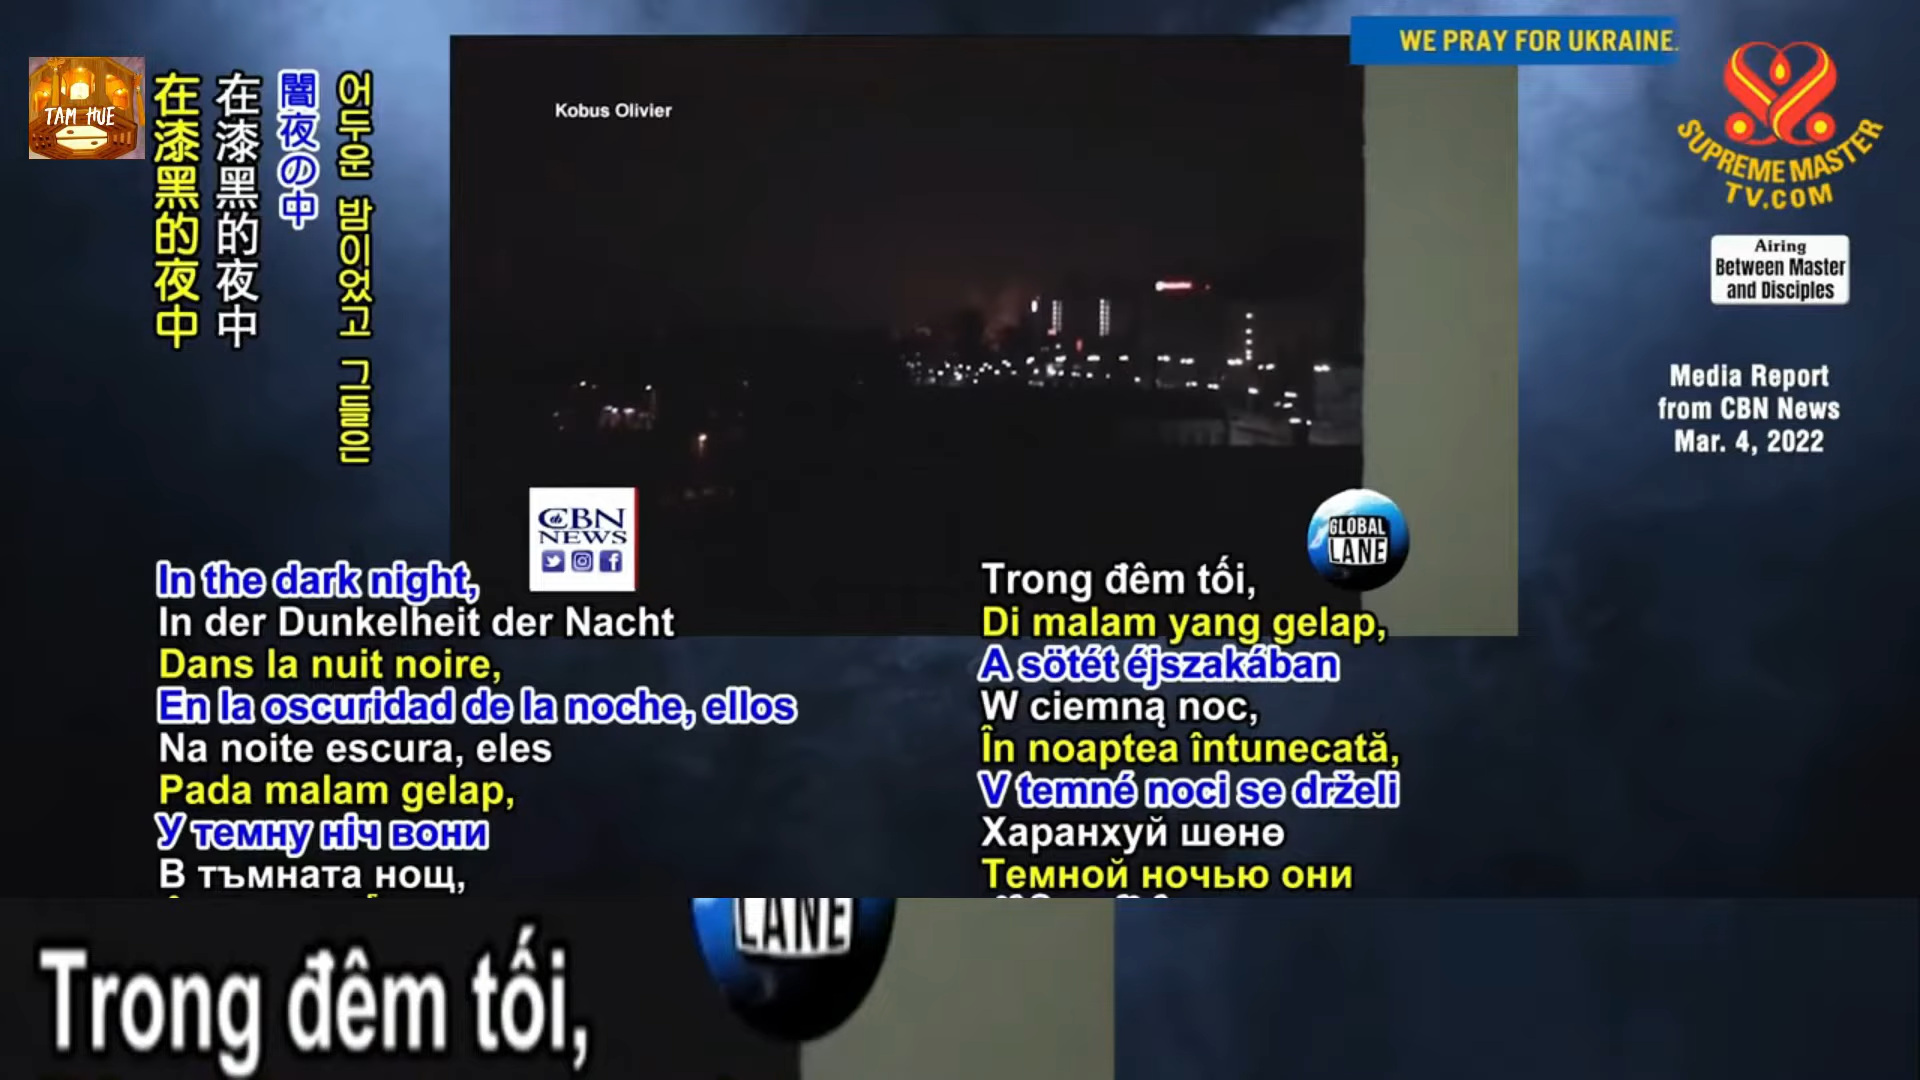 WE PRAY FOR UKRAINE.
TAM HUE
在漆黑的夜中
在漆黑的夜中
闇夜の中
어두운 밤이었고 그들은
Kobus Olivier
SUPREME MASTER
TV.COM
Airing
Between Master
and Disciples
Media Report
from CBN News
Mar. 4, 2022
CBN
NEWS
GLOBAL
LANE
In the dark night,
In der Dunkelheit der Nacht
Dans la nuit noire,
En la oscuridad de la noche, ellos
Na noite escura, eles
Pada malam gelap,
У темну ніч вони
В тъмната нощ,
Trong đêm tối,
Di malam yang gelap,
A sötét éjszakában
W ciemną noc,
În noaptea întunecată,
V temné noci se drželi
Харанхуй шөнө
Темной ночью они
LANE
Trong đêm tối,